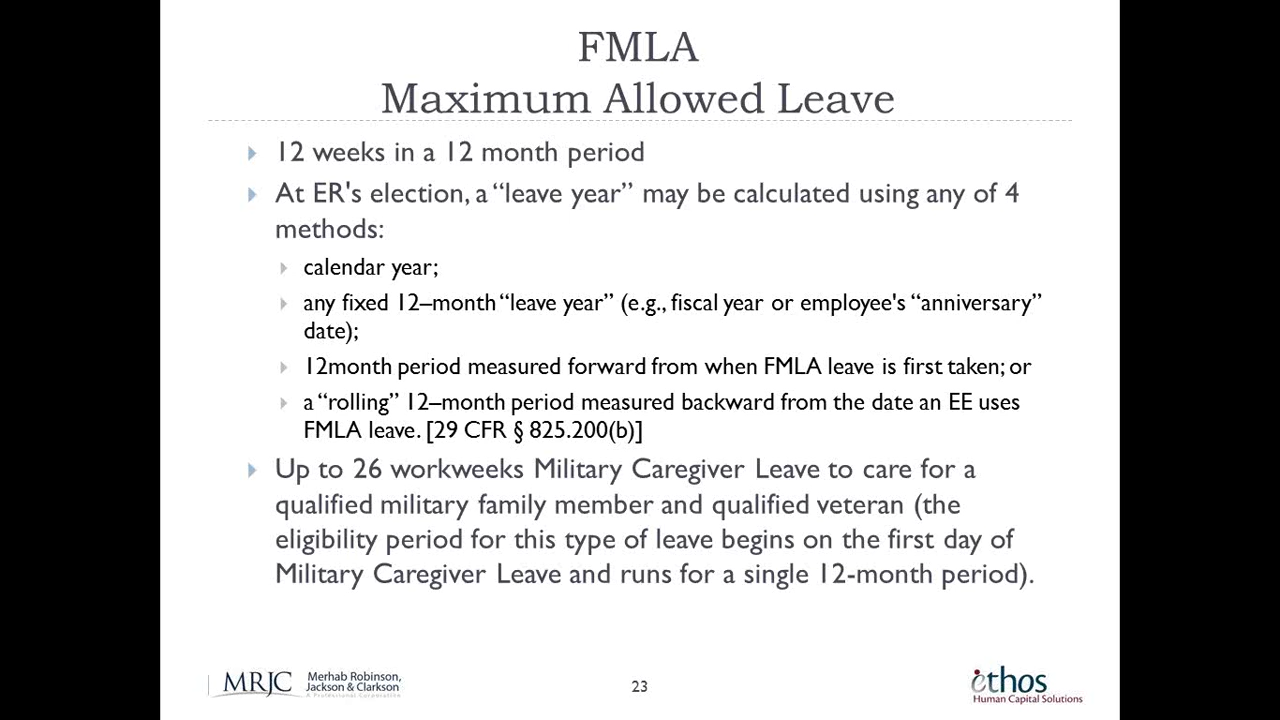 FMLA
Maximum Allowed Leave
12 weeks in a 12 month period
At ER's election, a “leave year” may be calculated using any of 4
methods:
calendar year;
any fixed 12–month “leave year” (e.g., fiscal year or employee's “anniversary”
date);
12month period measured forward from when FMLA leave is first taken; or
a “rolling” 12–month period measured backward from the date an EE uses
FMLA leave. [29 CFR § 825.200(b)]
Up to 26 workweeks Military Caregiver Leave to care for a
qualified military family member and qualified veteran (the
eligibility period for this type of leave begins on the first day of
Military Caregiver Leave and runs for a single 12-month period).
MRJC
Merhab Robinson,
Jackson & Clarkson
A Professional Corporation
23
ethos
Human Capital Solutions